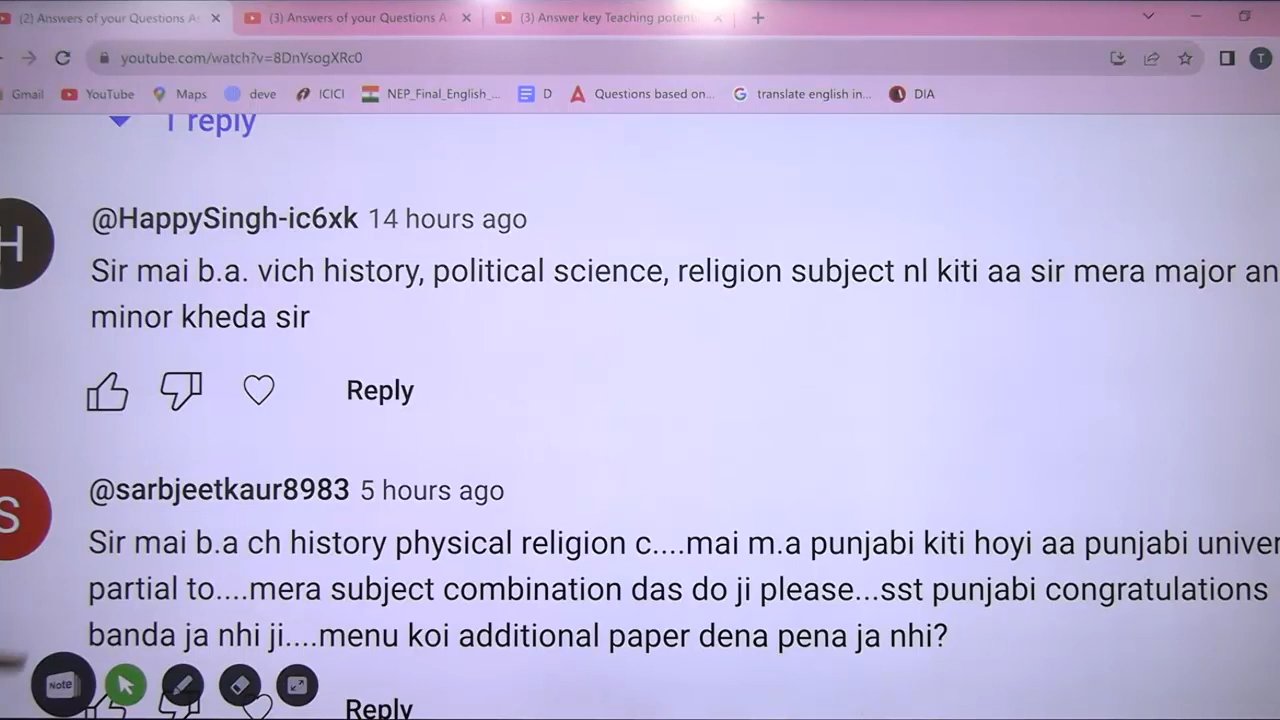 (2) Answers of your Questions As
(3) Answers of your Questions A
(3) Answer key Teaching potent
youtube.com/watch?v=8DnYsogXRc0
T
Gmail
YouTube
Maps
deve
ICICI
NEP_Final_English_...
D
Questions based on...
translate english in...
DIA
1 reply
H
@HappySingh-ic6xk 14 hours ago
Sir mai b.a. vich history, political science, religion subject nl kiti aa sir mera major an
minor kheda sir
Reply
S
@sarbjeetkaur8983 5 hours ago
Sir mai b.a ch history physical religion c....mai m.a punjabi kiti hoyi aa punjabi univer
partial to....mera subject combination das do ji please...sst punjabi congratulations
banda ja nhi ji....menu koi additional paper dena pena ja nhi?
Note
Reply